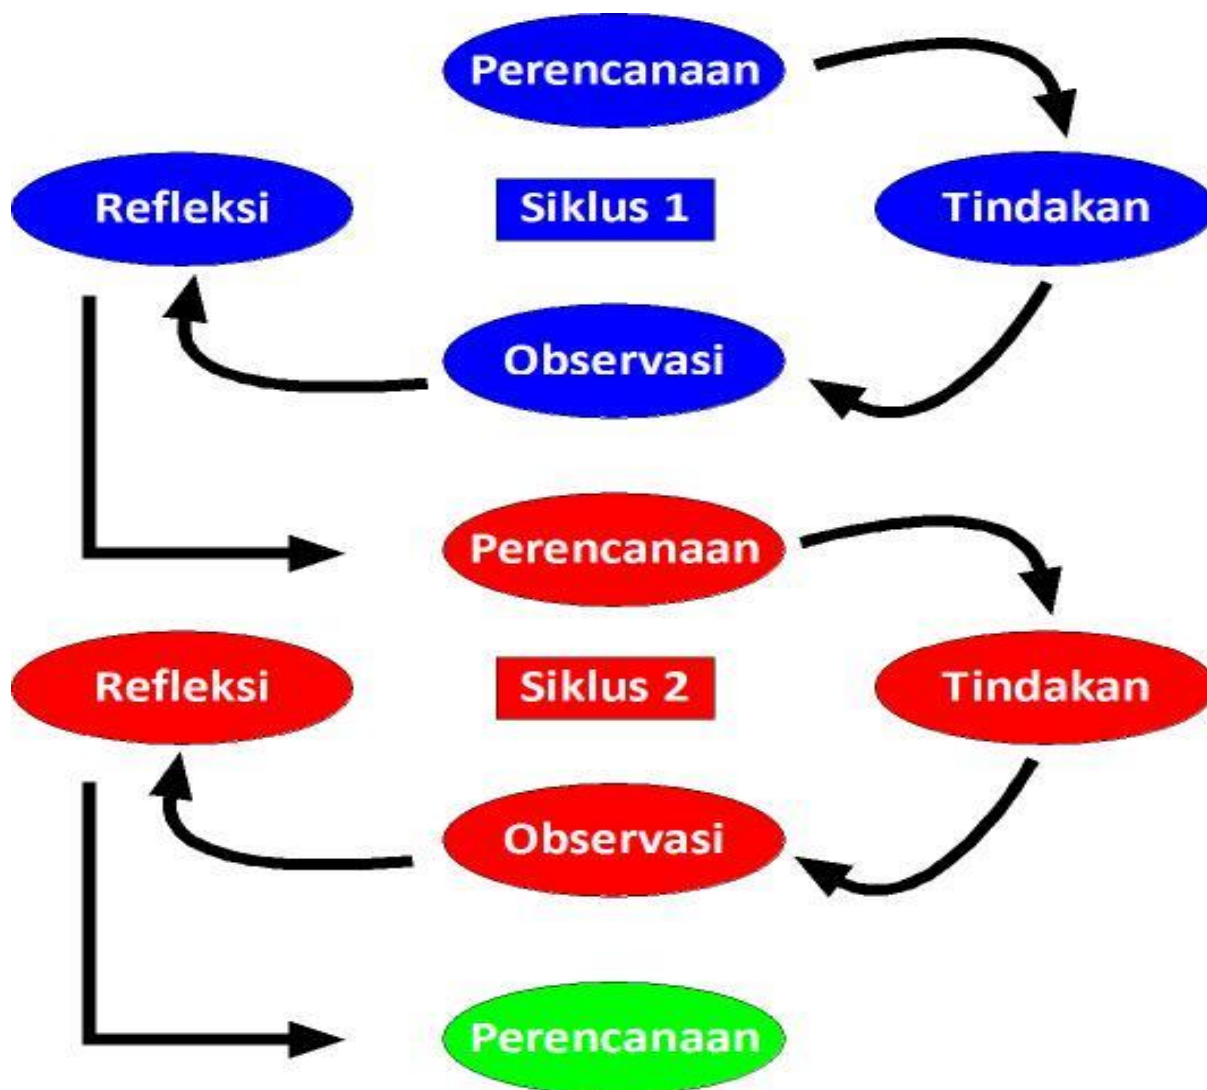 Perencanaan
Refleksi
Siklus 1
Tindakan
Observasi
Perencanaan
Refleksi
Siklus 2
Tindakan
Observasi
Perencanaan